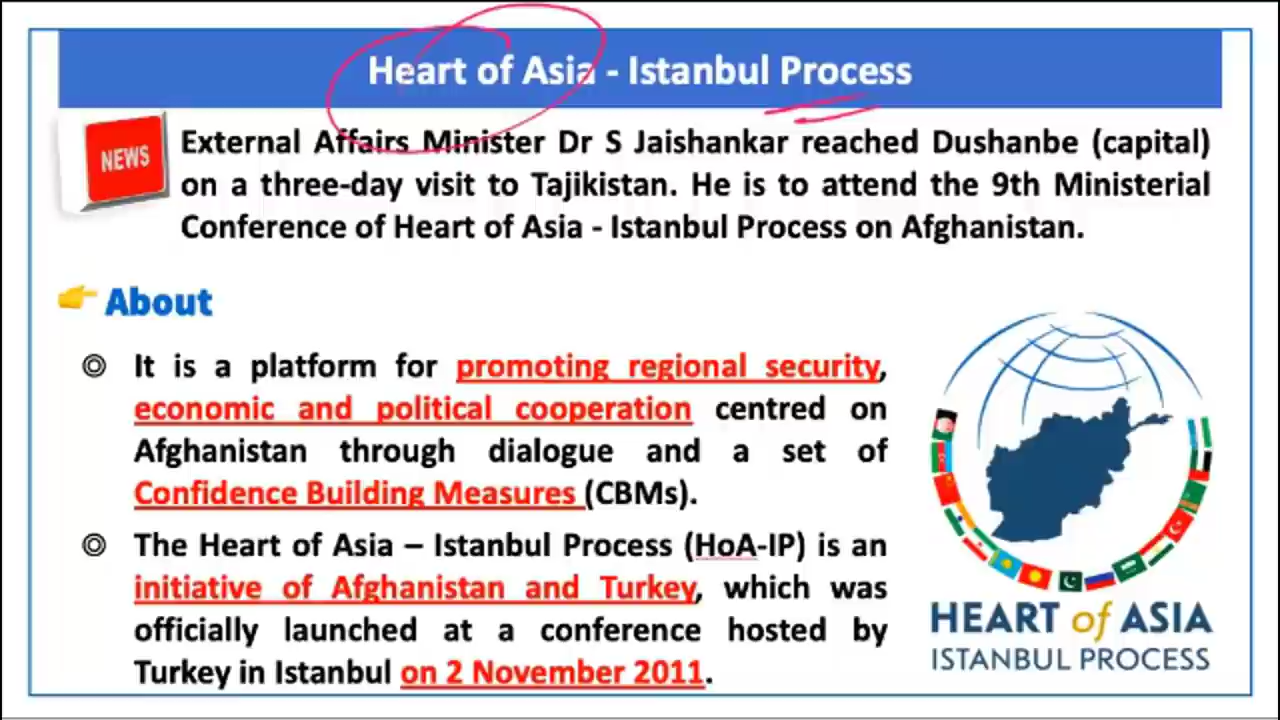 Heart of Asia - Istanbul Process
NEWS
External Affairs Minister Dr S Jaishankar reached Dushanbe (capital)
on a three-day visit to Tajikistan. He is to attend the 9th Ministerial
Conference of Heart of Asia - Istanbul Process on Afghanistan.
About
It is a platform for promoting regional security,
economic and political cooperation centred on
Afghanistan through dialogue and a set of
Confidence Building Measures (CBMs).
The Heart of Asia – Istanbul Process (HoA-IP) is an
initiative of Afghanistan and Turkey, which was
officially launched at a conference hosted by
Turkey in Istanbul on 2 November 2011.
HEART of ASIA
ISTANBUL PROCESS